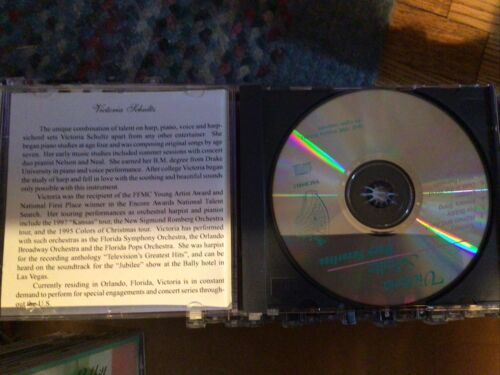 Victoria Schultz
The unique combination of talent on harp, piano, voice and harp-
sichord sets Victoria Schultz apart from any other entertainer. She
began piano studies at age four and was composing original songs by age
seven. Her early music studies included summer sessions with concert
duo pianist Nelson and Neal. She earned her B.M. degree from Drake
University in piano and voice performance. After college Victoria began
the study of harp and fell in love with the soothing and beautiful sounds
only possible with this instrument.
Victoria was the recipient of the FFMC Young Artist Award and
National First Place winner in the Encore Awards National Talent
Search. Her touring performances as orchestral harpist and pianist
include the 1997 "Kansas" tour, the New Sigmund Romberg Orchestra
tour, and the 1995 Colors of Christmas tour. Victoria has performed
with such orchestras as the Florida Symphony Orchestra, the Orlando
Broadway Orchestra and the Florida Pops Orchestra. She was harpist
for the recording anthology "Television's Greatest Hits", and can be
heard on the soundtrack for the "Jubilee" show at the Bally hotel in
Las Vegas.
Currently residing in Orlando, Florida, Victoria is in constant
demand to perform for special engagements and concert series through-
out the U.S.
Victoria
Harp Favorites